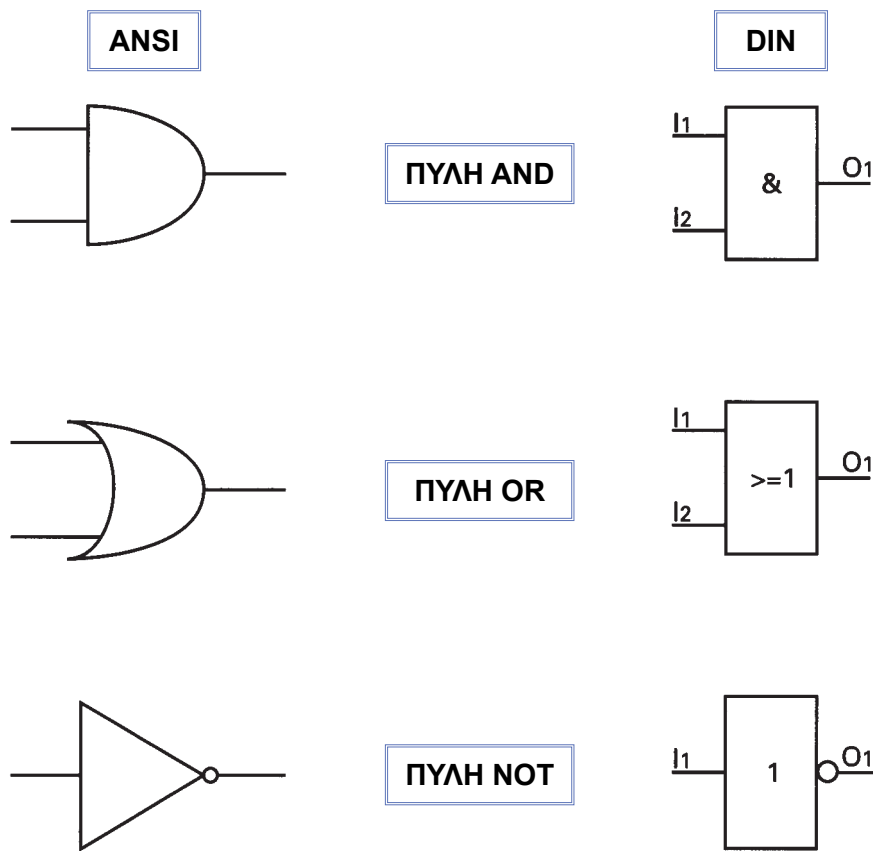 ANSI
DIN
ΠΥΛΗ AND
I1
I2
&
O1
ΠΥΛΗ OR
I1
I2
>=1
O1
ΠΥΛΗ NOT
I1
1
O1